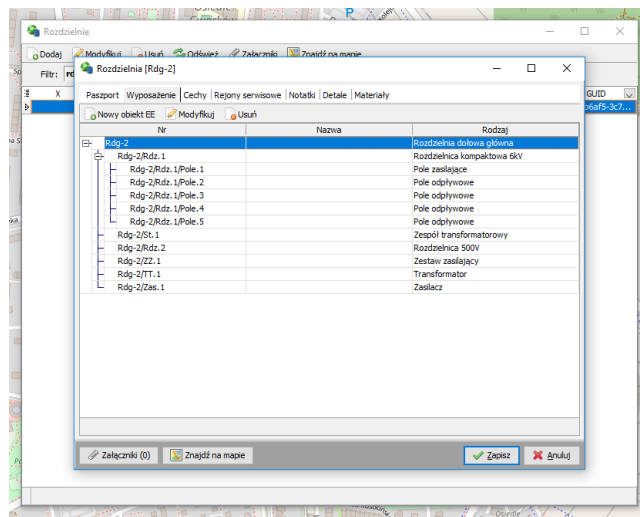 Rozdzielnie
Dodaj Modyfikuj Usuń Odśwież Załączniki Znajdź na mapie
Filtr:
X GUID
Rozdzielnia [Rdg-2]
Paszport Wyposażenie Cechy Rejony serwisowe Notatki Detale Materiały
Nowy obiekt EE Modyfikuj Usuń
Nr Nazwa Rodzaj
Rdg-2 Rozdzielnia dołowa główna
Rdg-2/Rdz.1 Rozdzielnica kompaktowa 6kV
Rdg-2/Rdz.1/Pole.1 Pole zasilające
Rdg-2/Rdz.1/Pole.2 Pole odpływowe
Rdg-2/Rdz.1/Pole.3 Pole odpływowe
Rdg-2/Rdz.1/Pole.4 Pole odpływowe
Rdg-2/Rdz.1/Pole.5 Pole odpływowe
Rdg-2/St.1 Zespół transformatorowy
Rdg-2/Rdz.2 Rozdzielnica 500V
Rdg-2/ZZ.1 Zestaw zasilający
Rdg-2/TT.1 Transformator
Rdg-2/Zas.1 Zasilacz
Załączniki (0) Znajdź na mapie Zapisz Anuluj
Osiedle